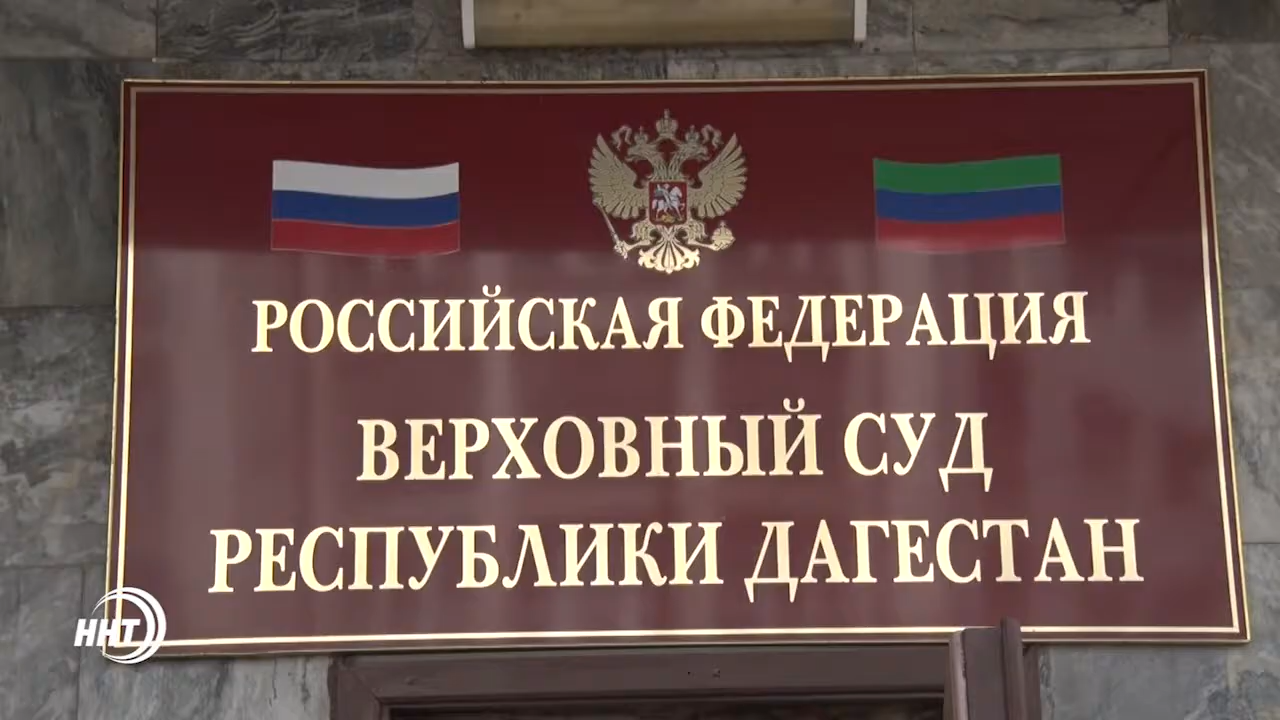 РОССИЙСКАЯ ФЕДЕРАЦИЯ
ВЕРХОВНЫЙ СУД
РЕСПУБЛИКИ ДАГЕСТАН
ННТ